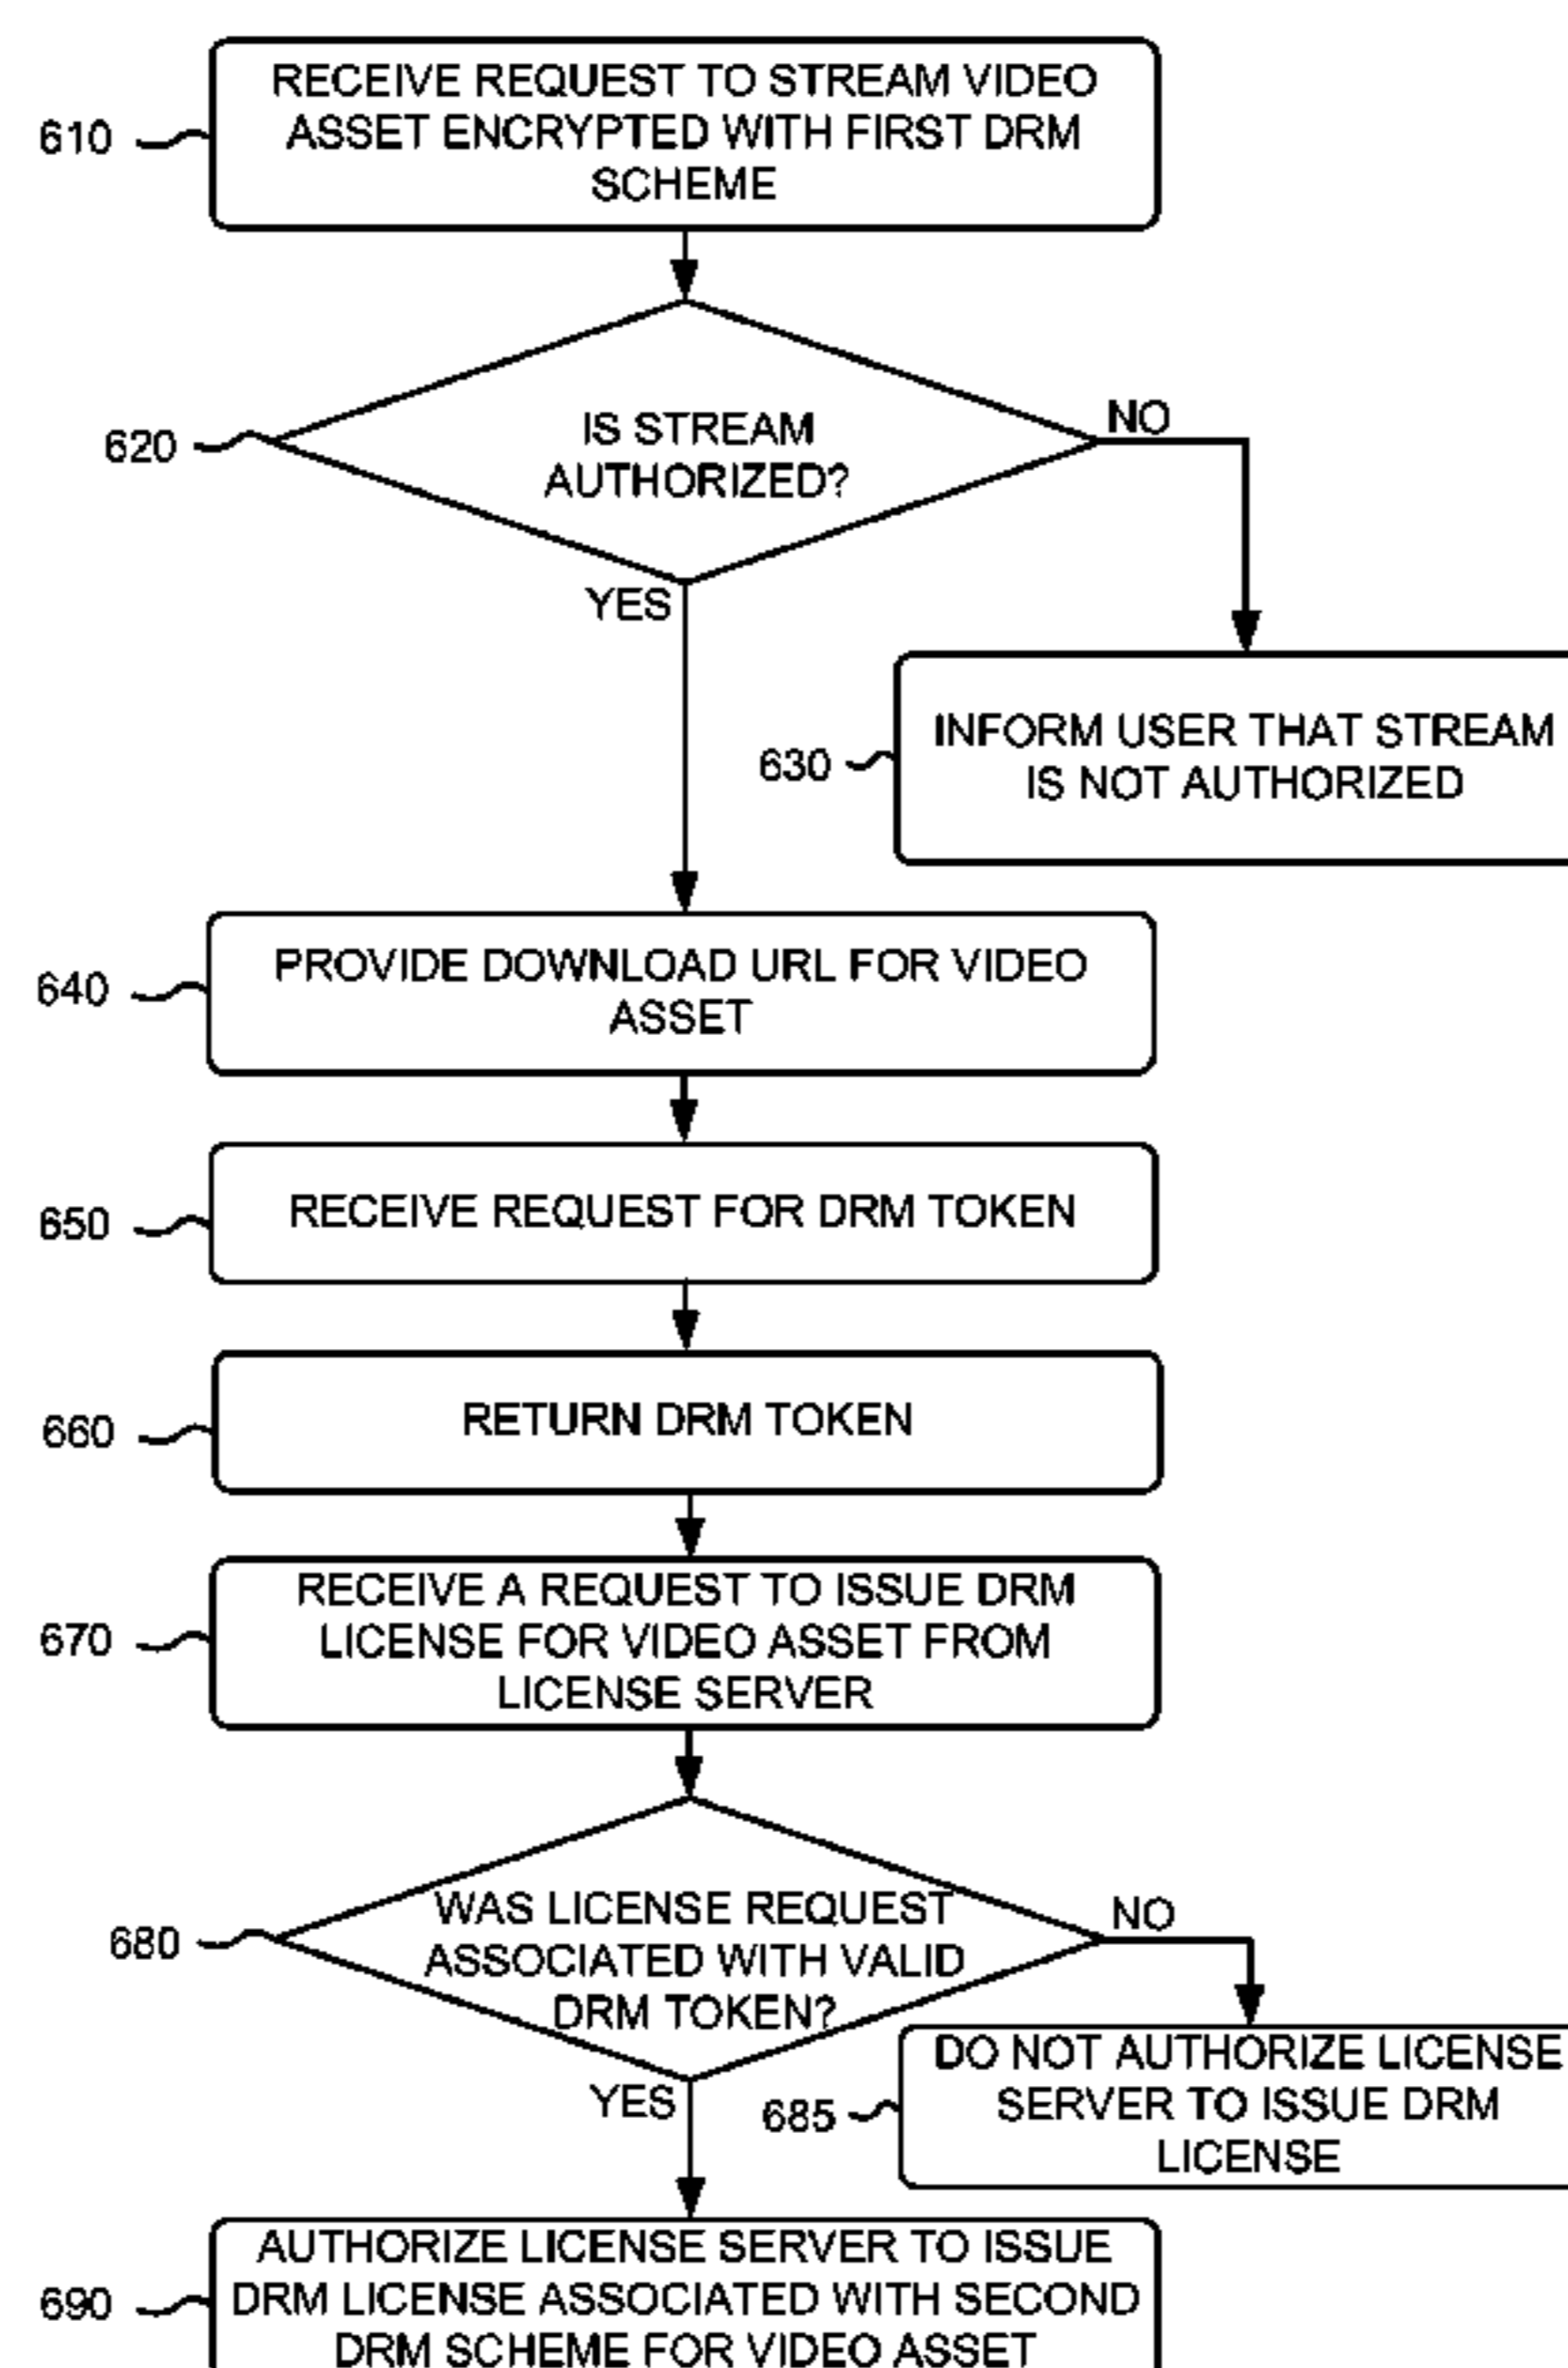 RECEIVE REQUEST TO STREAM VIDEO
ASSET ENCRYPTED WITH FIRST DRM
SCHEME
610
IS STREAM
AUTHORIZED?
620
NO
YES
INFORM USER THAT STREAM
IS NOT AUTHORIZED
630
PROVIDE DOWNLOAD URL FOR VIDEO
ASSET
640
RECEIVE REQUEST FOR DRM TOKEN
650
RETURN DRM TOKEN
660
RECEIVE A REQUEST TO ISSUE DRM
LICENSE FOR VIDEO ASSET FROM
LICENSE SERVER
670
WAS LICENSE REQUEST
ASSOCIATED WITH VALID
DRM TOKEN?
680
NO
YES
DO NOT AUTHORIZE LICENSE
SERVER TO ISSUE DRM
LICENSE
685
AUTHORIZE LICENSE SERVER TO ISSUE
DRM LICENSE ASSOCIATED WITH SECOND
DRM SCHEME FOR VIDEO ASSET
690